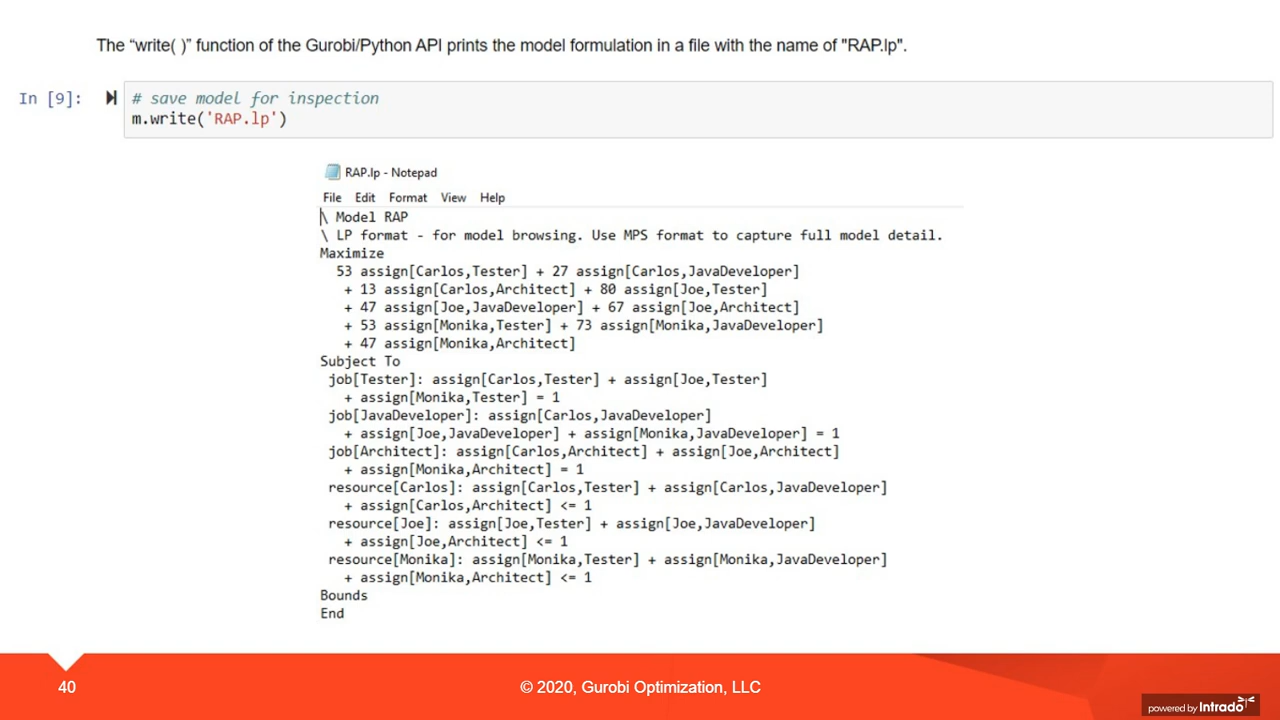 The “write( )” function of the Gurobi/Python API prints the model formulation in a file with the name of "RAP.lp".
In [9]:
# save model for inspection
m.write('RAP.lp')
RAP.lp - Notepad
File Edit Format View Help
\ Model RAP
\ LP format - for model browsing. Use MPS format to capture full model detail.
Maximize
53 assign[Carlos,Tester] + 27 assign[Carlos,JavaDeveloper]
+ 13 assign[Carlos,Architect] + 80 assign[Joe,Tester]
+ 47 assign[Joe,JavaDeveloper] + 67 assign[Joe,Architect]
+ 53 assign[Monika,Tester] + 73 assign[Monika,JavaDeveloper]
+ 47 assign[Monika,Architect]
Subject To
job[Tester]: assign[Carlos,Tester] + assign[Joe,Tester]
+ assign[Monika,Tester] = 1
job[JavaDeveloper]: assign[Carlos,JavaDeveloper]
+ assign[Joe,JavaDeveloper] + assign[Monika,JavaDeveloper] = 1
job[Architect]: assign[Carlos,Architect] + assign[Joe,Architect]
+ assign[Monika,Architect] = 1
resource[Carlos]: assign[Carlos,Tester] + assign[Carlos,JavaDeveloper]
+ assign[Carlos,Architect] <= 1
resource[Joe]: assign[Joe,Tester] + assign[Joe,JavaDeveloper]
+ assign[Joe,Architect] <= 1
resource[Monika]: assign[Monika,Tester] + assign[Monika,JavaDeveloper]
+ assign[Monika,Architect] <= 1
Bounds
End
40
© 2020, Gurobi Optimization, LLC
powered by Intrado